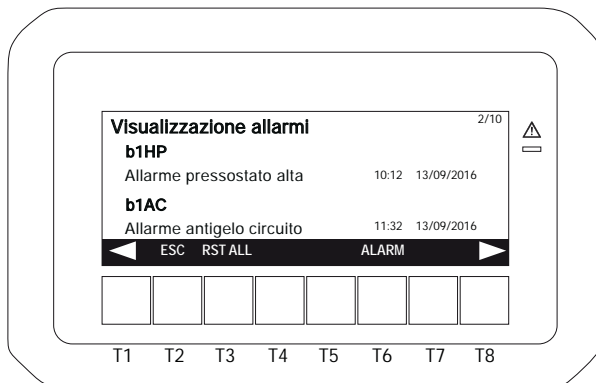 2/10
Visualizzazione allarmi
b1HP
Allarme pressostato alta 10:12 13/09/2016
b1AC
Allarme antigelo circuito 11:32 13/09/2016
ESC RST ALL ALARM
T1 T2 T3 T4 T5 T6 T7 T8